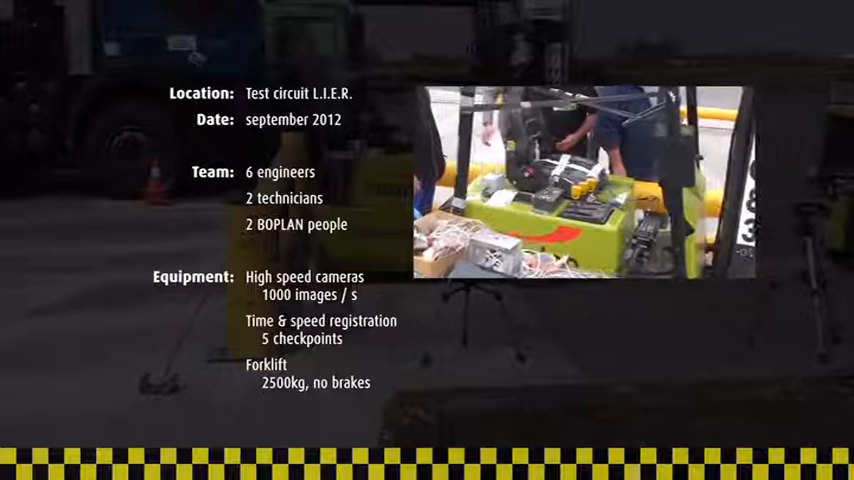 Location: Test circuit L.I.E.R.
Date: september 2012
Team: 6 engineers
2 technicians
2 BOPLAN people
Equipment: High speed cameras
1000 images / s
Time & speed registration
5 checkpoints
Forklift
2500kg, no brakes